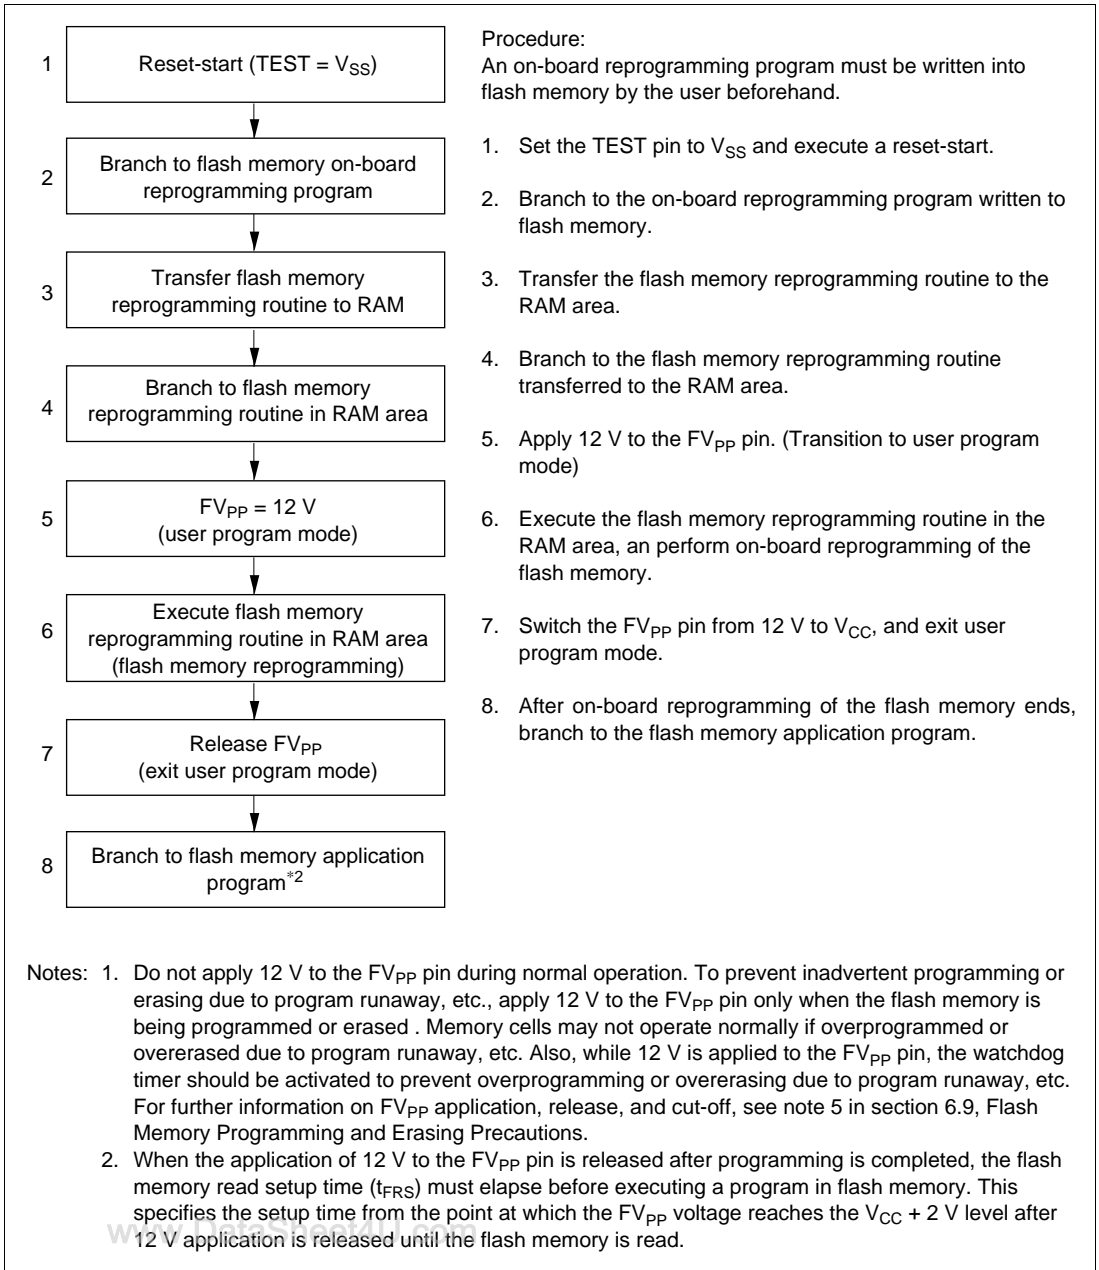 1
Reset-start (TEST = VSS)
2
Branch to flash memory on-board
reprogramming program
3
Transfer flash memory
reprogramming routine to RAM
4
Branch to flash memory
reprogramming routine in RAM area
5
FVPP = 12 V
(user program mode)
6
Execute flash memory
reprogramming routine in RAM area
(flash memory reprogramming)
7
Release FVPP
(exit user program mode)
8
Branch to flash memory application
program*2
Procedure:
An on-board reprogramming program must be written into
flash memory by the user beforehand.
1. Set the TEST pin to VSS and execute a reset-start.
2. Branch to the on-board reprogramming program written to
flash memory.
3. Transfer the flash memory reprogramming routine to the
RAM area.
4. Branch to the flash memory reprogramming routine
transferred to the RAM area.
5. Apply 12 V to the FVPP pin. (Transition to user program
mode)
6. Execute the flash memory reprogramming routine in the
RAM area, an perform on-board reprogramming of the
flash memory.
7. Switch the FVPP pin from 12 V to VCC, and exit user
program mode.
8. After on-board reprogramming of the flash memory ends,
branch to the flash memory application program.
Notes: 1. Do not apply 12 V to the FVPP pin during normal operation. To prevent inadvertent programming or
erasing due to program runaway, etc., apply 12 V to the FVPP pin only when the flash memory is
being programmed or erased . Memory cells may not operate normally if overprogrammed or
overerased due to program runaway, etc. Also, while 12 V is applied to the FVPP pin, the watchdog
timer should be activated to prevent overprogramming or overerasing due to program runaway, etc.
For further information on FVPP application, release, and cut-off, see note 5 in section 6.9, Flash
Memory Programming and Erasing Precautions.
2. When the application of 12 V to the FVPP pin is released after programming is completed, the flash
memory read setup time (tFRS) must elapse before executing a program in flash memory. This
specifies the setup time from the point at which the FVPP voltage reaches the VCC + 2 V level after
12 V application is released until the flash memory is read.
www.DataSheet4U.com